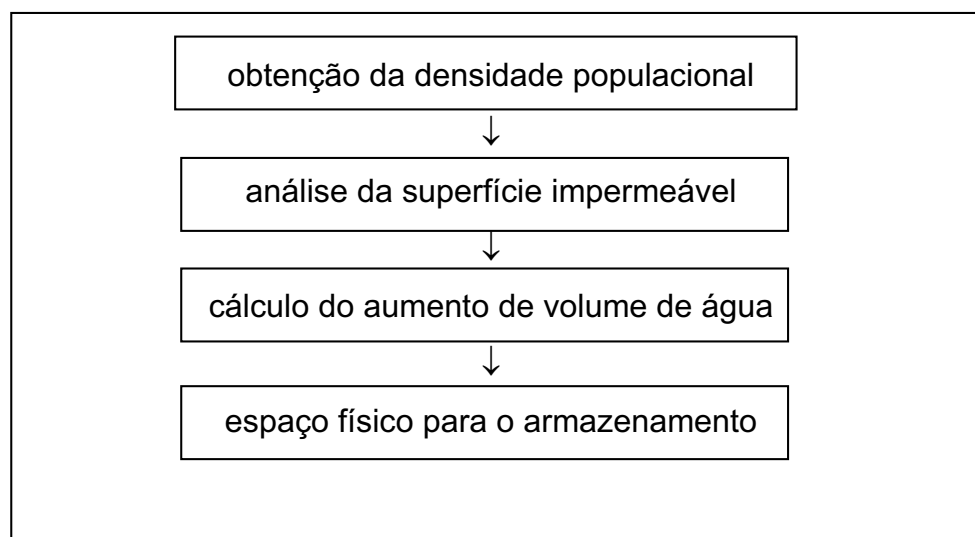 obtenção da densidade populacional
↓
análise da superfície impermeável
↓
cálculo do aumento de volume de água
↓
espaço físico para o armazenamento